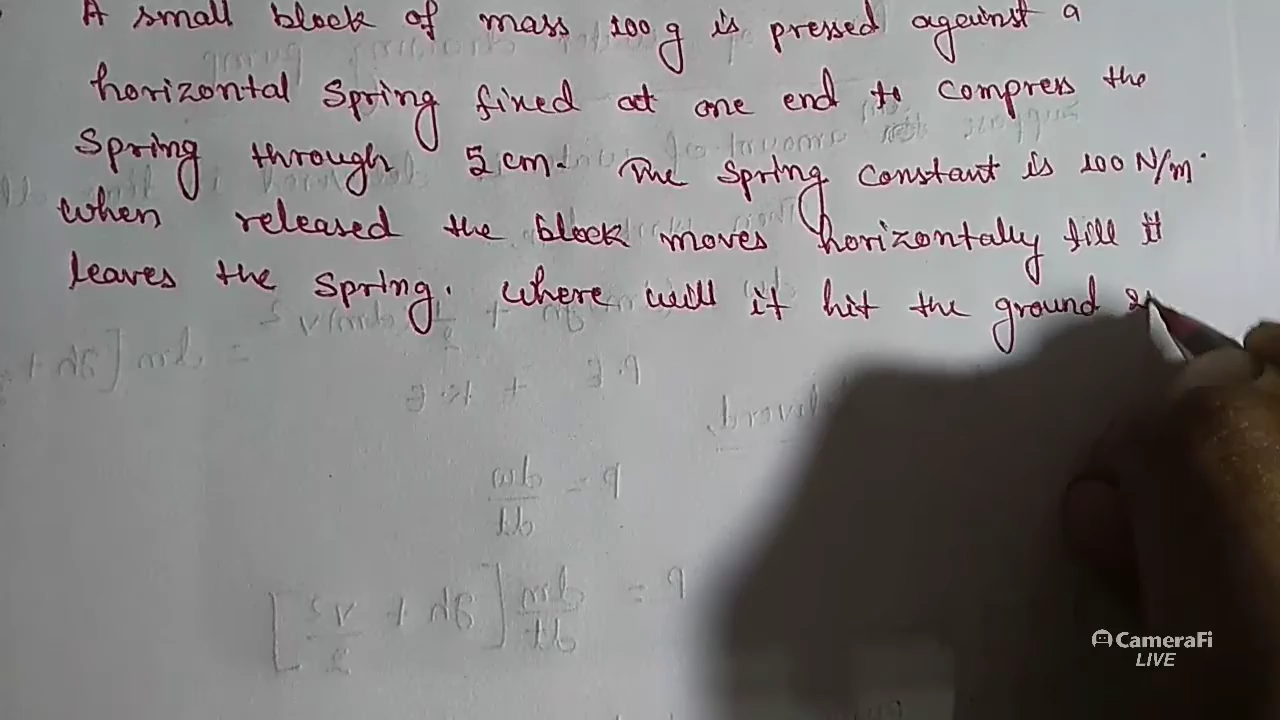 A small block of mass 100 g is pressed against a
horizontal spring fixed at one end to compress the
spring through 5 cm. The spring constant is 100 N/m.
when released the block moves horizontally till it
leaves the spring. where will it hit the ground
CameraFi
LIVE